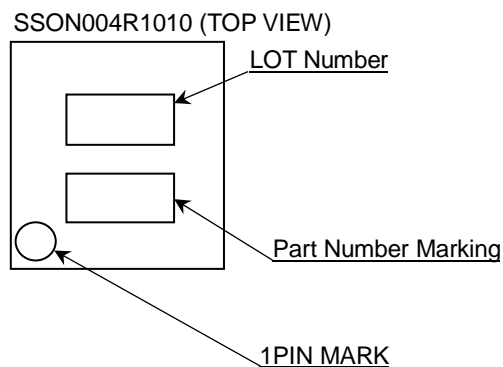 SSON004R1010 (TOP VIEW)
LOT Number
Part Number Marking
1PIN MARK